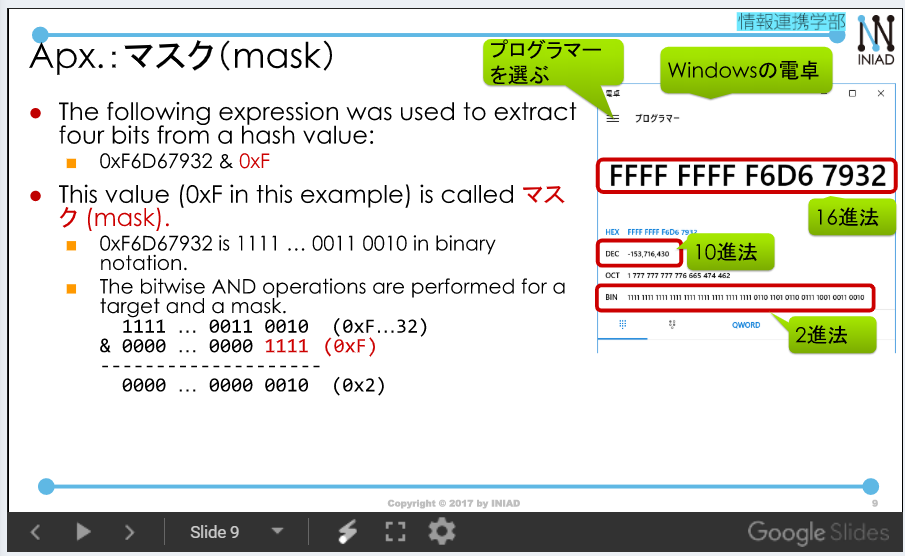 情報連携学部
INIAD
Apx.：マスク（mask）
The following expression was used to extract
four bits from a hash value:
0xF6D67932 & 0xF
This value (0xF in this example) is called マス
ク (mask).
0xF6D67932 is 1111 … 0011 0010 in binary
notation.
The bitwise AND operations are performed for a
target and a mask.
1111 … 0011 0010 (0xF…32)
& 0000 … 0000 1111 (0xF)
--------------------
0000 … 0000 0010 (0x2)
プログラマー
を選ぶ
Windowsの電卓
電卓
プログラマー
FFFF FFFF F6D6 7932
16進法
HEX FFFF FFFF F6D6 7932
DEC -153,716,430
10進法
OCT 1 777 777 777 776 665 474 462
BIN 1111 1111 1111 1111 1111 1111 1111 1111 1111 0110 1101 0110 0111 1001 0011 0010
QWORD
2進法
Copyright © 2017 by INIAD
9
Slide 9
Google Slides